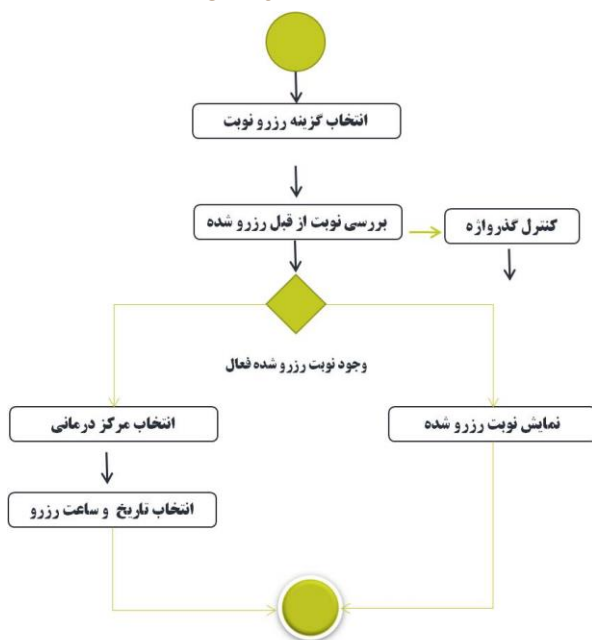 انتخاب گزینه رزرو نوبت
بررسی نوبت از قبل رزرو شده
کنترل گذرواژه
وجود نوبت رزرو شده فعال
نمایش نوبت رزرو شده
انتخاب مرکز درمانی
انتخاب تاریخ و ساعت رزرو